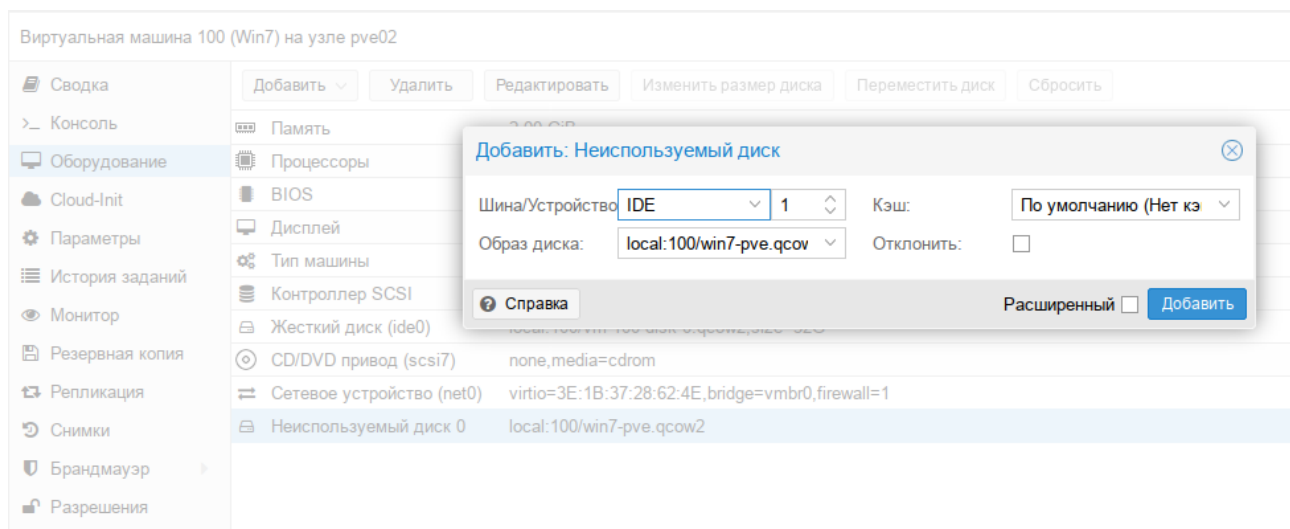 Виртуальная машина 100 (Win7) на узле pve02
Сводка
Консоль
Оборудование
Cloud-Init
Параметры
История заданий
Монитор
Резервная копия
Репликация
Снимки
Брандмауэр
Разрешения
Добавить Удалить Редактировать Изменить размер диска Переместить диск Сбросить
Память
Процессоры
BIOS
Дисплей
Тип машины
Контроллер SCSI
Жесткий диск (ide0)
CD/DVD привод (scsi7) none,media=cdrom
Сетевое устройство (net0) virtio=3E:1B:37:28:62:4E,bridge=vmbr0,firewall=1
Неиспользуемый диск 0 local:100/win7-pve.qcow2
Добавить: Неиспользуемый диск
Шина/Устройство IDE 1 Кэш: По умолчанию (Нет кэ
Образ диска: local:100/win7-pve.qcow Отклонить:
Справка Расширенный Добавить